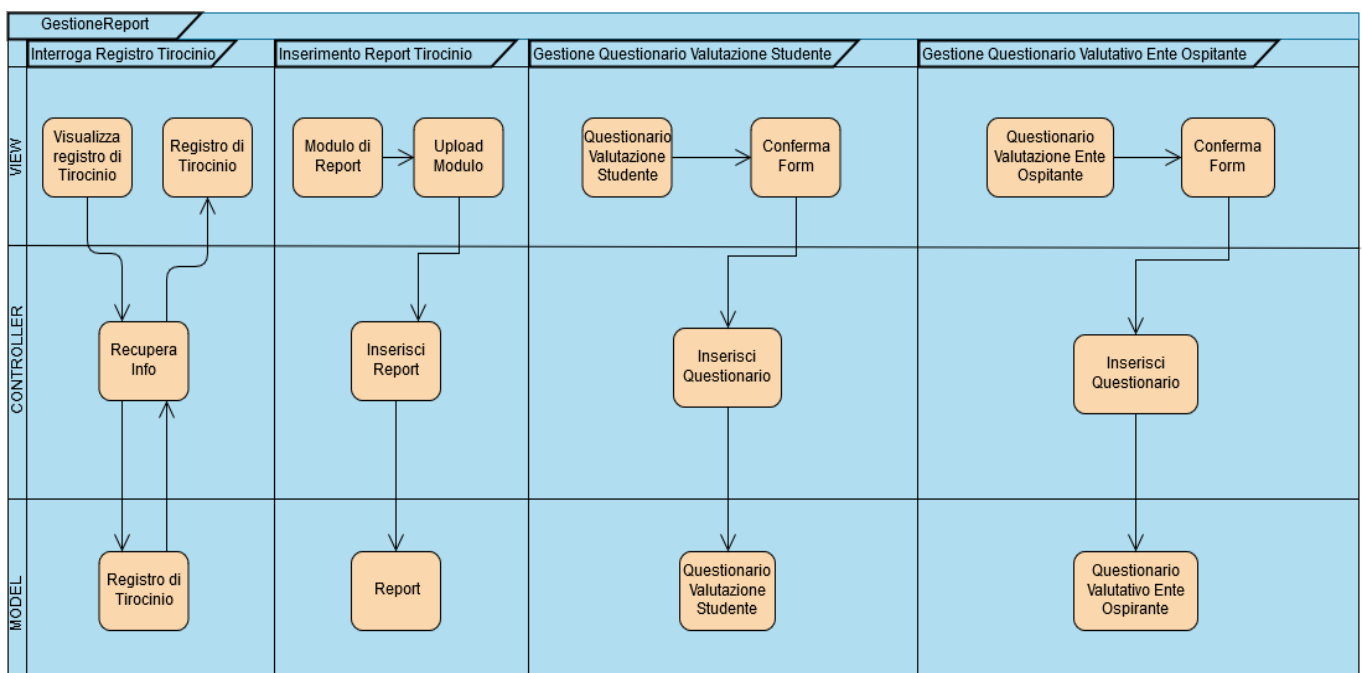 GestioneReport
Interroga Registro Tirocinio
Inserimento Report Tirocinio
Gestione Questionario Valutazione Studente
Gestione Questionario Valutativo Ente Ospitante
VIEW
Visualizza
registro di
Tirocinio
Registro di
Tirocinio
Modulo di
Report
Upload
Modulo
Questionario
Valutazione
Studente
Conferma
Form
Questionario
Valutazione Ente
Ospitante
Conferma
Form
CONTROLLER
Recupera
Info
Inserisci
Report
Inserisci
Questionario
Inserisci
Questionario
MODEL
Registro di
Tirocinio
Report
Questionario
Valutazione
Studente
Questionario
Valutativo Ente
Ospirante